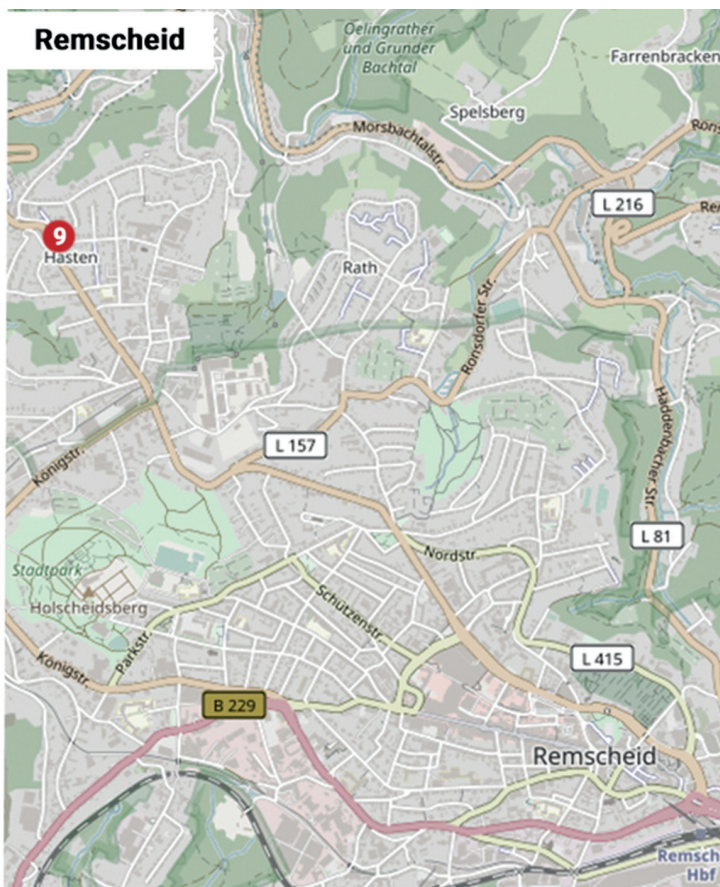 Remscheid
Oelingrather
und Grunder
Bachtal
Farrenbracken
Spelsberg
Morsbachtalstr.
L 216
9
Hasten
Rath
Ronsdorfer Str.
L 157
Haddenbacher Str.
Königstr.
L 81
Nordstr.
Stadtpark
Holscheidsberg
Schützenstr.
Parkstr.
Königstr.
L 415
B 229
Remscheid
Remsch
Hbf